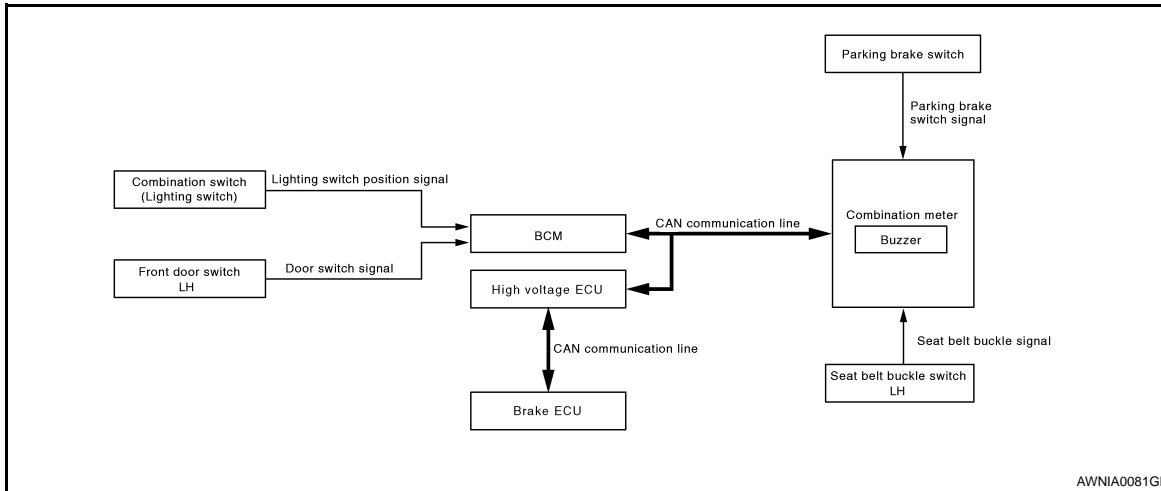 Parking brake switch
Parking brake
switch signal
Combination switch
(Lighting switch)
Lighting switch position signal
BCM
CAN communication line
Combination meter
Buzzer
Front door switch
LH
Door switch signal
High voltage ECU
CAN communication line
Seat belt buckle signal
Seat belt buckle switch
LH
Brake ECU
AWNIA0081G